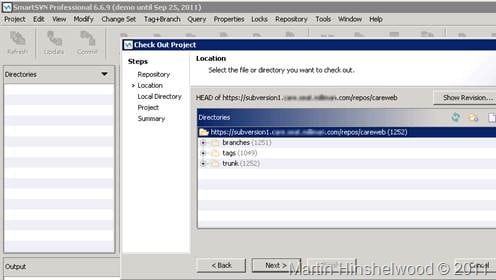 SmartSVN Professional 6.6.9 (demo until Sep 25, 2011)
Project Edit View Modify Change Set Tag+Branch Query Properties Locks Repository Tools Window Help
Refresh Update Commit
Directories
Check Out Project
Steps
Repository
Location
Local Directory
Project
Summary
Location
Select the file or directory you want to check out.
HEAD of https://subversion1. .com/repos/careweb
Show Revision...
Directories
https://subversion1. .com/repos/careweb (1252)
branches (1251)
tags (1049)
trunk (1252)
< Back Next > Cancel
Output
Martin Hinshelwood © 2011